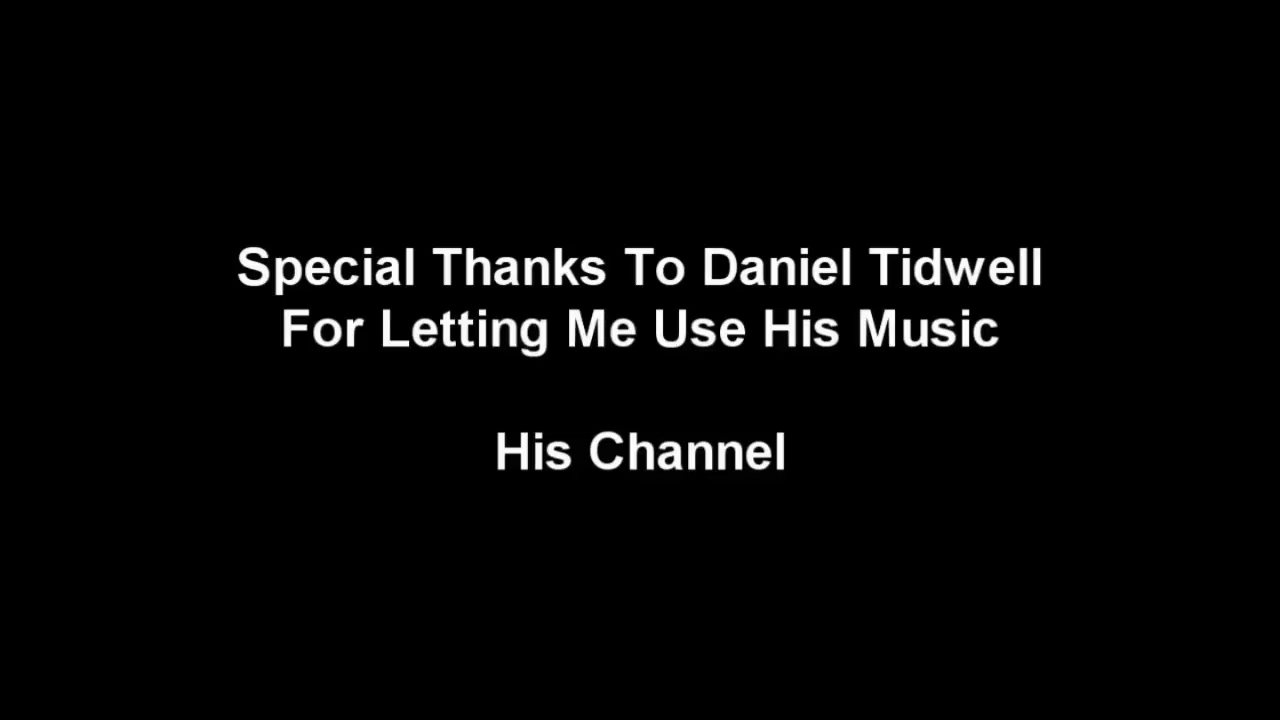 Special Thanks To Daniel Tidwell
For Letting Me Use His Music
His Channel